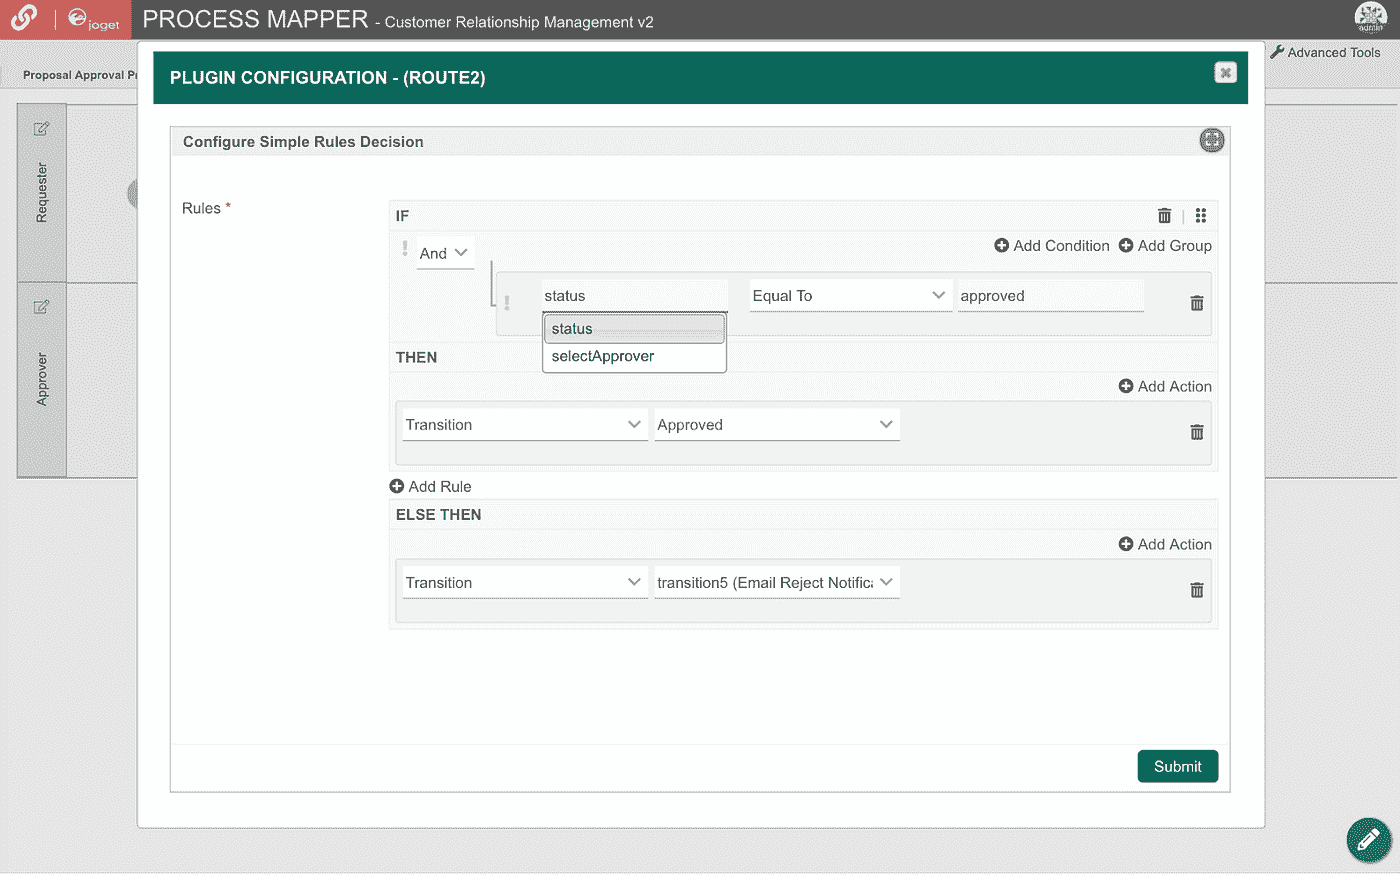 joget
PROCESS MAPPER - Customer Relationship Management v2
admin
Advanced Tools
Proposal Approval
PLUGIN CONFIGURATION - (ROUTE2)
Configure Simple Rules Decision
Requester
Approver
Rules *
IF
And
Add Condition Add Group
status Equal To approved
status
selectApprover
THEN
Add Action
Transition Approved
Add Rule
ELSE THEN
Add Action
Transition transition5 (Email Reject Notifica
Submit